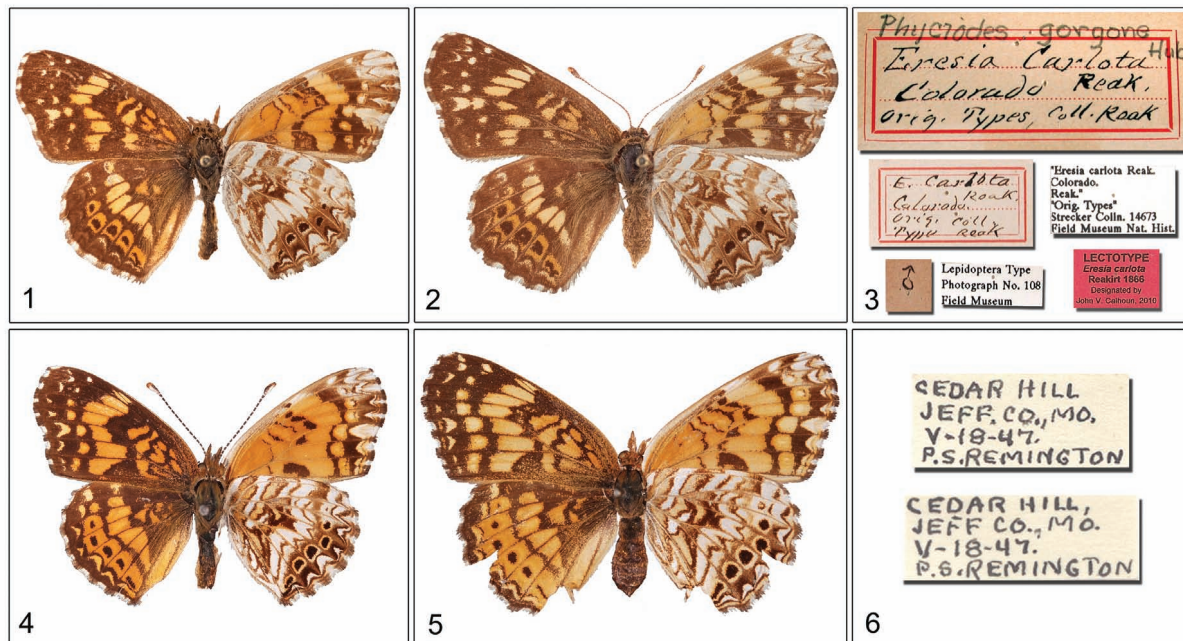 1
2
3
Phyciodes gorgone
Hub
Eresia Carlota
Colorado Reak.
Orig. Types, Coll. Reak
E. Carlota
Reak.
Colorado.
Orig. Coll.
Type Reak
"Eresia carlota Reak.
Colorado.
Reak."
"Orig. Types"
Strecker Colln. 14673
Field Museum Nat. Hist.
♂
Lepidoptera Type
Photograph No. 108
Field Museum
LECTOTYPE
Eresia carlota
Reakirt 1866
Designated by
John V. Calhoun, 2010
4
5
6
CEDAR HILL
JEFF. CO., MO.
V-18-47.
P.S.REMINGTON
CEDAR HILL,
JEFF CO., MO.
V-18-47.
P.S.REMINGTON